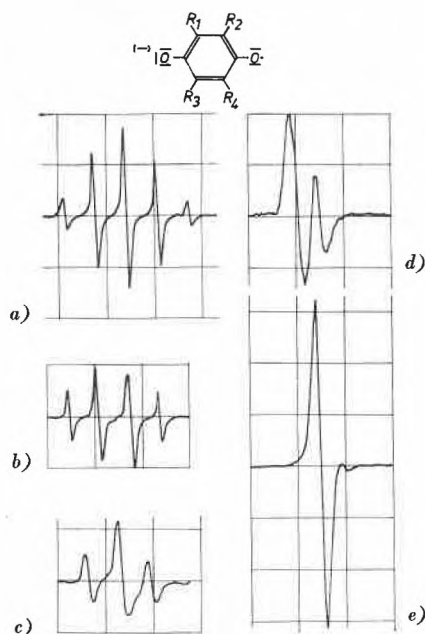 R₁ R₂
(−) |O̲ O̲·
R₃ R₄
a)
d)
b)
c)
e)